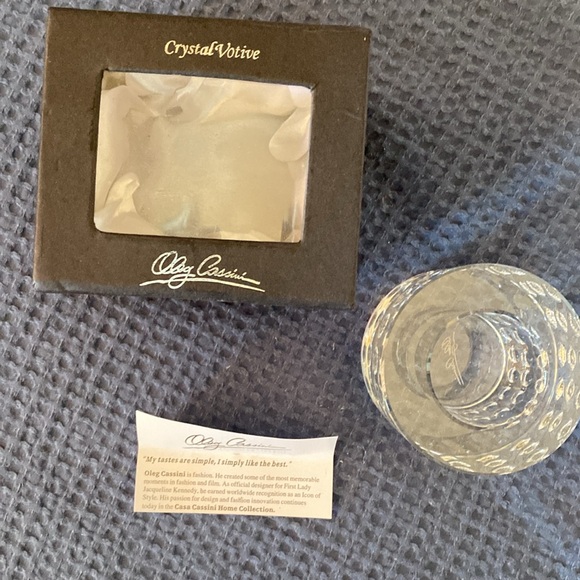 Crystal Votive
Oleg Cassini
Oleg Cassini
"My tastes are simple, I simply like the best."
Oleg Cassini is fashion. He created some of the most memorable
moments in fashion and film. As official designer for First Lady
Jacqueline Kennedy, he earned worldwide recognition as an Icon of
Style. His passion for design and fashion innovation continues
today in the Casa Cassini Home Collection.